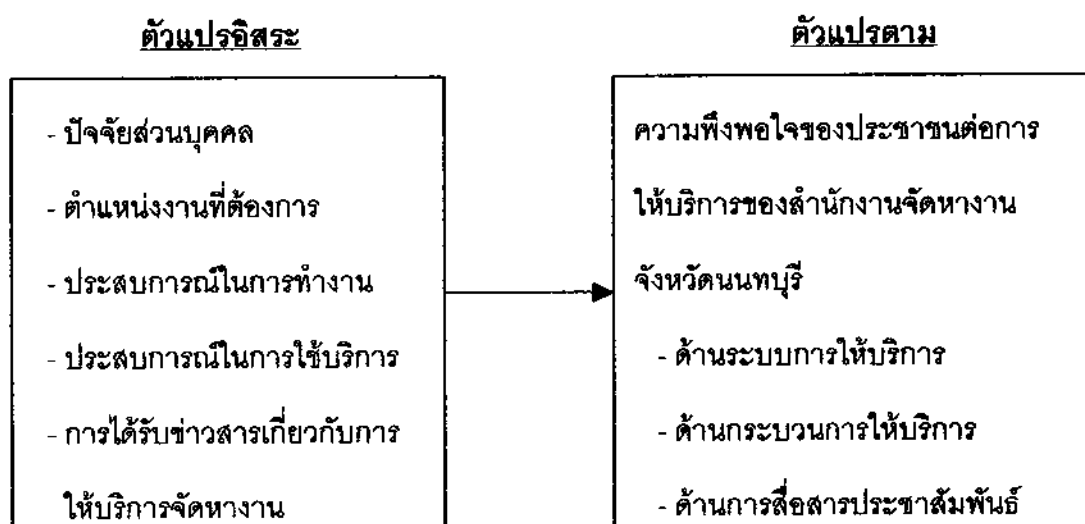 ตัวแปรอิสระ
- ปัจจัยส่วนบุคคล
- ตำแหน่งงานที่ต้องการ
- ประสบการณ์ในการทำงาน
- ประสบการณ์ในการใช้บริการ
- การได้รับข่าวสารเกี่ยวกับการ
ให้บริการจัดหางาน
ตัวแปรตาม
ความพึงพอใจของประชาชนต่อการ
ให้บริการของสำนักงานจัดหางาน
จังหวัดนนทบุรี
- ด้านระบบการให้บริการ
- ด้านกระบวนการให้บริการ
- ด้านการสื่อสารประชาสัมพันธ์